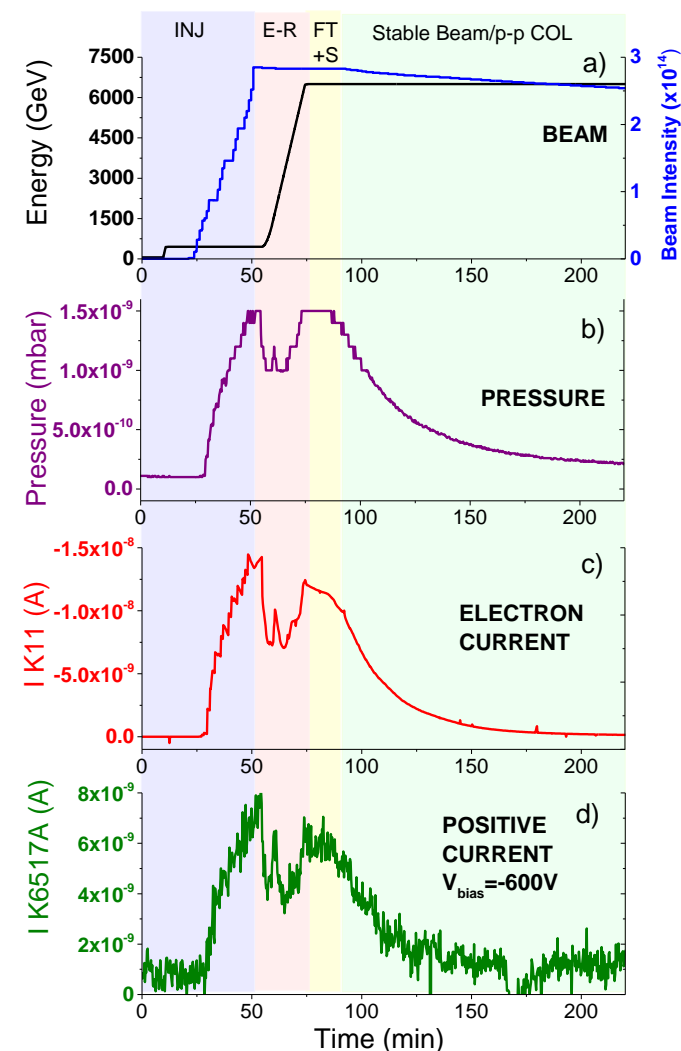 INJ E-R FT +S Stable Beam/p-p COL
7500
6000
4500
3000
1500
0
Energy (GeV)
a)
BEAM
3
2
1
0
Beam Intensity (x10^14)
0 50 100 150 200
1.5x10^-9
1.0x10^-9
5.0x10^-10
0.0
Pressure (mbar)
b)
PRESSURE
0 50 100 150 200
-1.5x10^-8
-1.0x10^-8
-5.0x10^-9
0.0
I K11 (A)
c)
ELECTRON
CURRENT
0 50 100 150 200
8x10^-9
6x10^-9
4x10^-9
2x10^-9
0
I K6517A (A)
d)
POSITIVE
CURRENT
V_bias=-600V
0 50 100 150 200
Time (min)